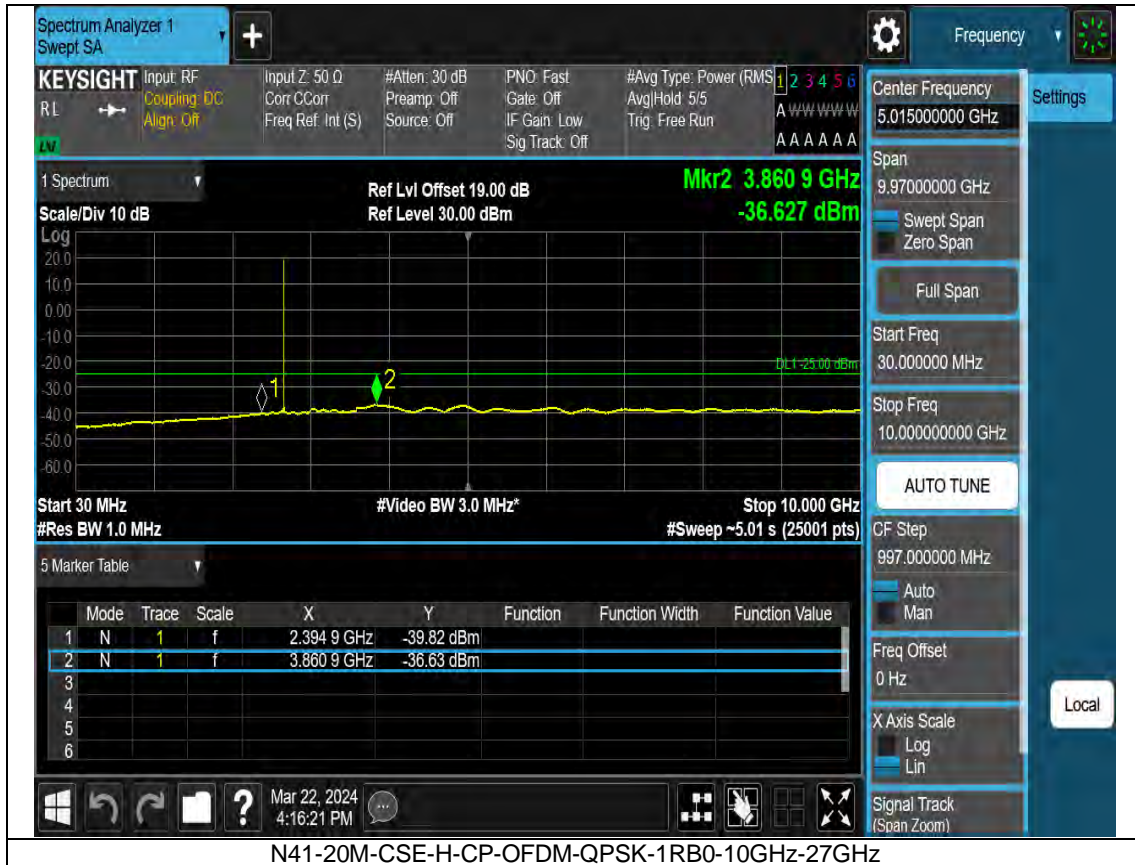 Spectrum Analyzer 1
Swept SA
Frequency
KEYSIGHT
RL
Input: RF
Coupling: DC
Align: Off
Input Z: 50 Ω
Corr CCorr
Freq Ref: Int (S)
#Atten: 30 dB
Preamp: Off
Source: Off
PNO: Fast
Gate: Off
IF Gain: Low
Sig Track: Off
#Avg Type: Power (RMS
Avg|Hold: 5/5
Trig: Free Run
1 2 3 4 5 6
A W W W W W
A A A A A A
LXI
1 Spectrum
Scale/Div 10 dB
Ref Lvl Offset 19.00 dB
Ref Level 30.00 dBm
Mkr2 3.860 9 GHz
-36.627 dBm
Log
20.0
10.0
0.00
-10.0
-20.0
-30.0
-40.0
-50.0
-60.0
DL1 -25.00 dBm
1
2
Start 30 MHz
#Res BW 1.0 MHz
#Video BW 3.0 MHz*
Stop 10.000 GHz
#Sweep ~5.01 s (25001 pts)
5 Marker Table
Mode Trace Scale X Y Function Function Width Function Value
1 N 1 f 2.394 9 GHz -39.82 dBm
2 N 1 f 3.860 9 GHz -36.63 dBm
3
4
5
6
Mar 22, 2024
4:16:21 PM
Center Frequency
5.015000000 GHz
Settings
Span
9.97000000 GHz
Swept Span
Zero Span
Full Span
Start Freq
30.000000 MHz
Stop Freq
10.000000000 GHz
AUTO TUNE
CF Step
997.000000 MHz
Auto
Man
Freq Offset
0 Hz
X Axis Scale
Log
Lin
Local
Signal Track
(Span Zoom)
N41-20M-CSE-H-CP-OFDM-QPSK-1RB0-10GHz-27GHz